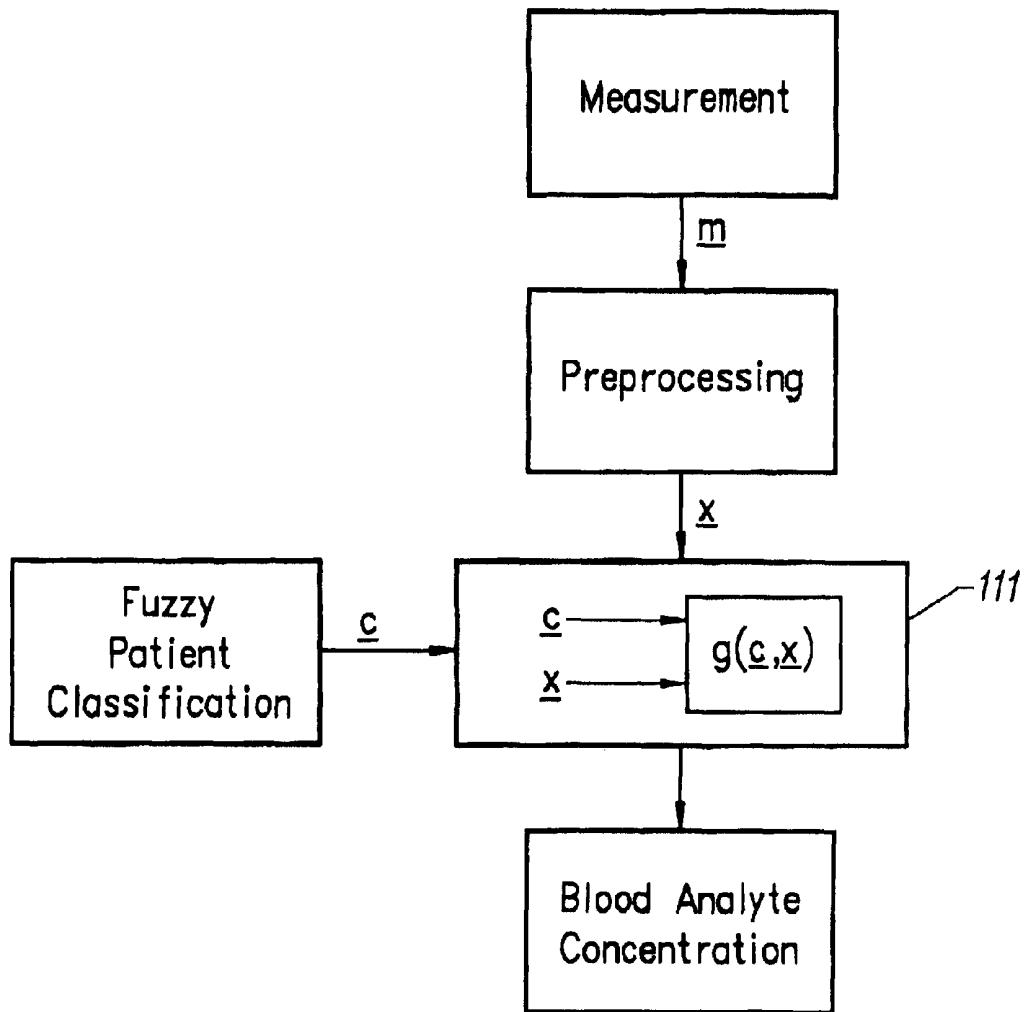 Measurement
m
Preprocessing
x
111
Fuzzy
Patient
Classification
c
c
x
g(c,x)
Blood Analyte
Concentration